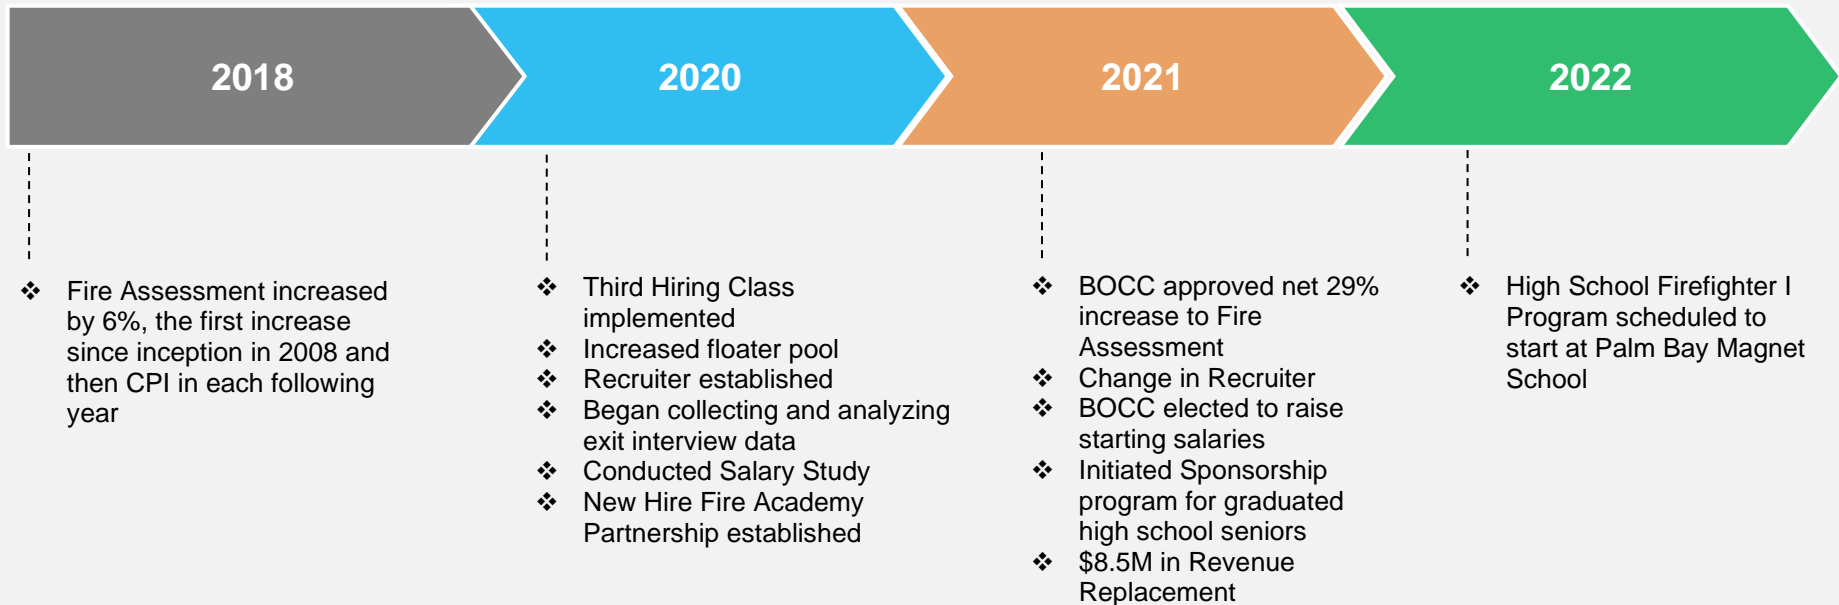 2018
2020
2021
2022
❖ Fire Assessment increased
by 6%, the first increase
since inception in 2008 and
then CPI in each following
year
❖ Third Hiring Class
implemented
❖ Increased floater pool
❖ Recruiter established
❖ Began collecting and analyzing
exit interview data
❖ Conducted Salary Study
❖ New Hire Fire Academy
Partnership established
❖ BOCC approved net 29%
increase to Fire
Assessment
❖ Change in Recruiter
❖ BOCC elected to raise
starting salaries
❖ Initiated Sponsorship
program for graduated
high school seniors
❖ $8.5M in Revenue
Replacement
❖ High School Firefighter I
Program scheduled to
start at Palm Bay Magnet
School